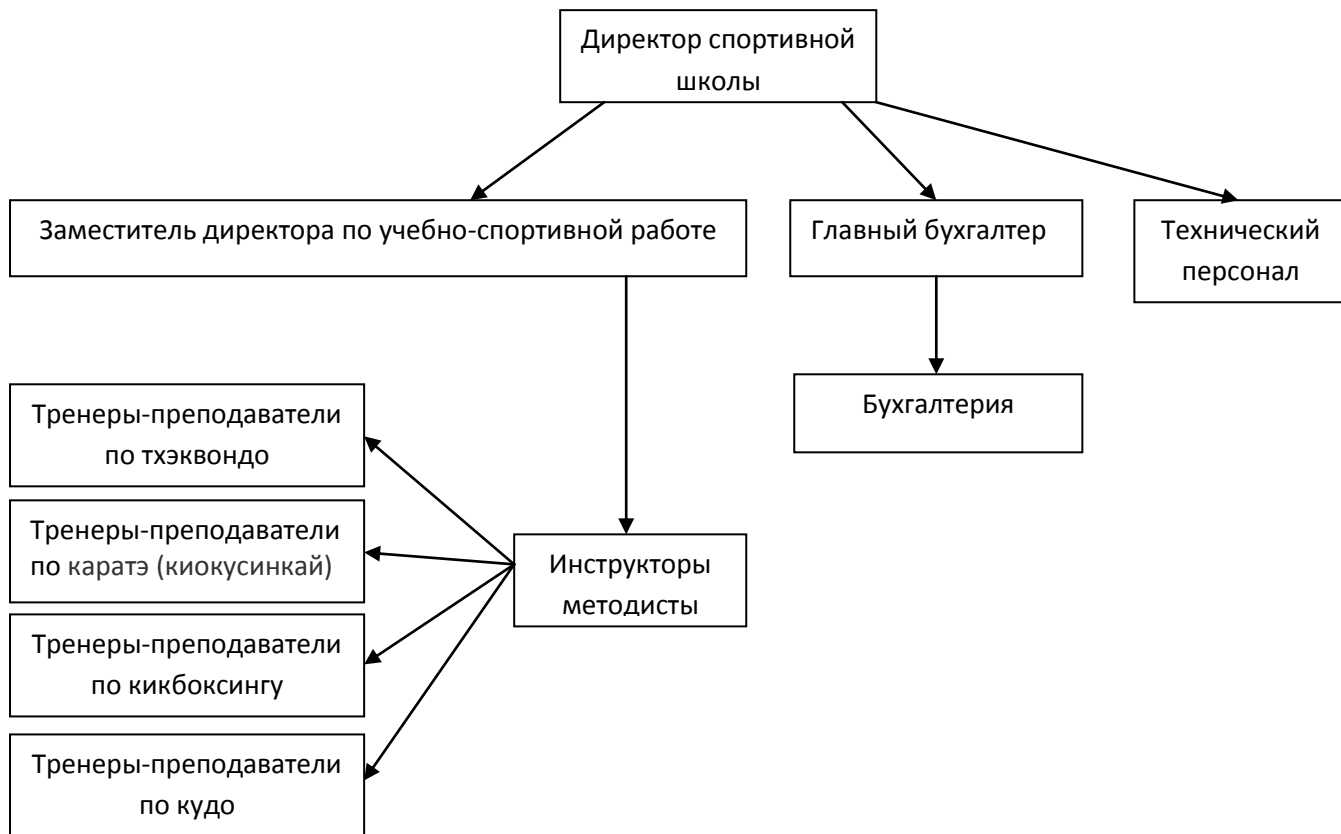 Директор спортивной
школы
Заместитель директора по учебно-спортивной работе
Главный бухгалтер
Технический
персонал
Бухгалтерия
Тренеры-преподаватели
по тхэквондо
Тренеры-преподаватели
по каратэ (киокусинкай)
Инструкторы
методисты
Тренеры-преподаватели
по кикбоксингу
Тренеры-преподаватели
по кудо